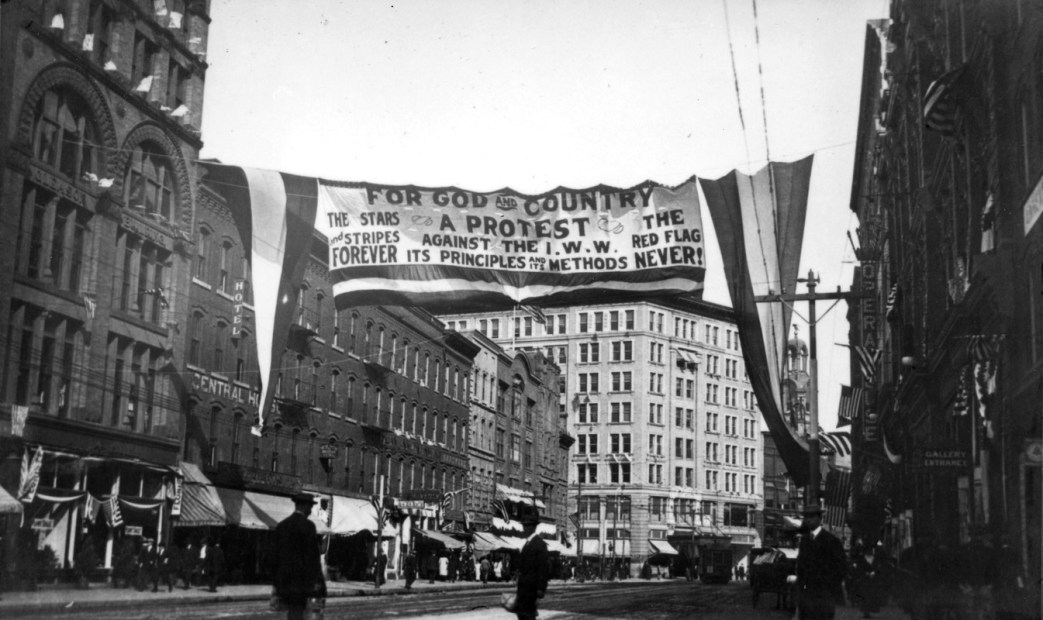 FOR GOD AND COUNTRY
THE STARS
and STRIPES
FOREVER
A PROTEST
AGAINST THE I.W.W.
ITS PRINCIPLES AND ITS METHODS
THE
RED FLAG
NEVER!
HOTEL
CENTRAL
OPERA
GALLERY
ENTRANCE